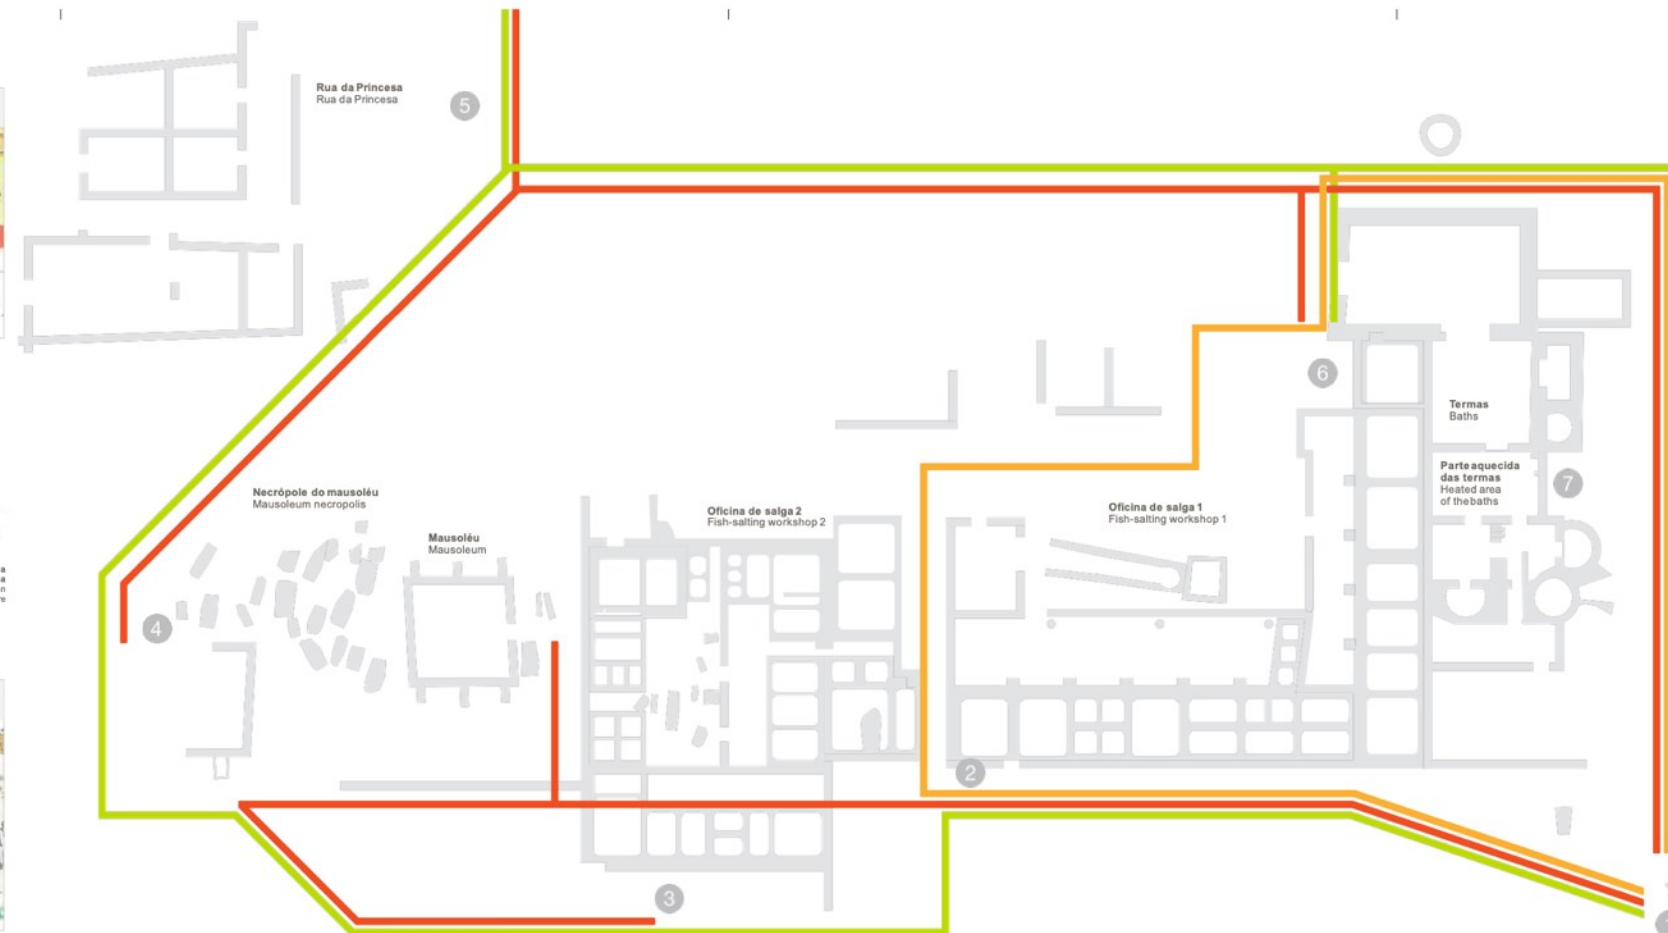 Rua da Princesa
Rua da Princesa
5
6
Termas
Baths
Parte aquecida
das termas
Heated area
of thebaths
7
Necrópole do mausoléu
Mausoleum necropolis
Mausoléu
Mausoleum
Oficina de salga 2
Fish-salting workshop 2
Oficina de salga 1
Fish-salting workshop 1
4
2
3